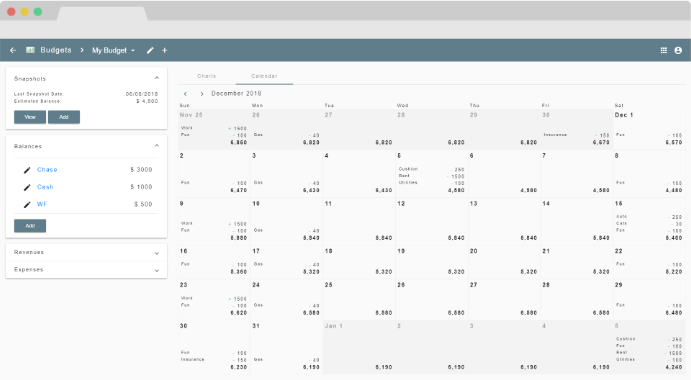 Budgets > My Budget
Snapshots
Last Snapshot Date: 06/09/2018
Estimated Balance: $ 4,500
View Add
Balances
Chase $ 3000
Cash $ 1000
WF $ 500
Add
Revenues
Expenses
Charts Calendar
December 2018
Sun Mon Tue Wed Thu Fri Sat
Nov 25 26 27 28 29 30 Dec 1
Work + 1500
Fun - 100 Gas - 40 Insurance - 150 Fun - 100
6,860 6,820 6,820 6,820 6,820 6,670 6,570
2 3 4 5 6 7 8
Cushion - 250
Rent - 1500
Fun - 100 Gas - 40 Utilities - 100 Fun 100
6,470 6,430 6,430 4,580 4,580 4,580 4,480
9 10 11 12 13 14 15
Work + 1500 Auto - 250
Cats - 30
Fun - 100 Gas - 40 Fun - 100
5,880 5,840 5,840 5,840 5,840 5,840 5,460
16 17 18 19 20 21 22
Fun - 100 Gas - 40 Fun - 100
5,360 5,320 5,320 5,320 5,320 5,320 5,220
23 24 25 26 27 28 29
Work + 1500
Fun - 100 Gas - 40 Fun - 100
6,620 6,580 6,580 6,580 6,580 6,580 6,480
30 31 Jan 1 2 3 4 5
Cushion - 250
Fun - 100
Fun - 100 Rent - 1500
Insurance - 150 Gas - 40 Utilities - 100
6,230 6,190 6,190 6,190 6,190 6,190 4,240